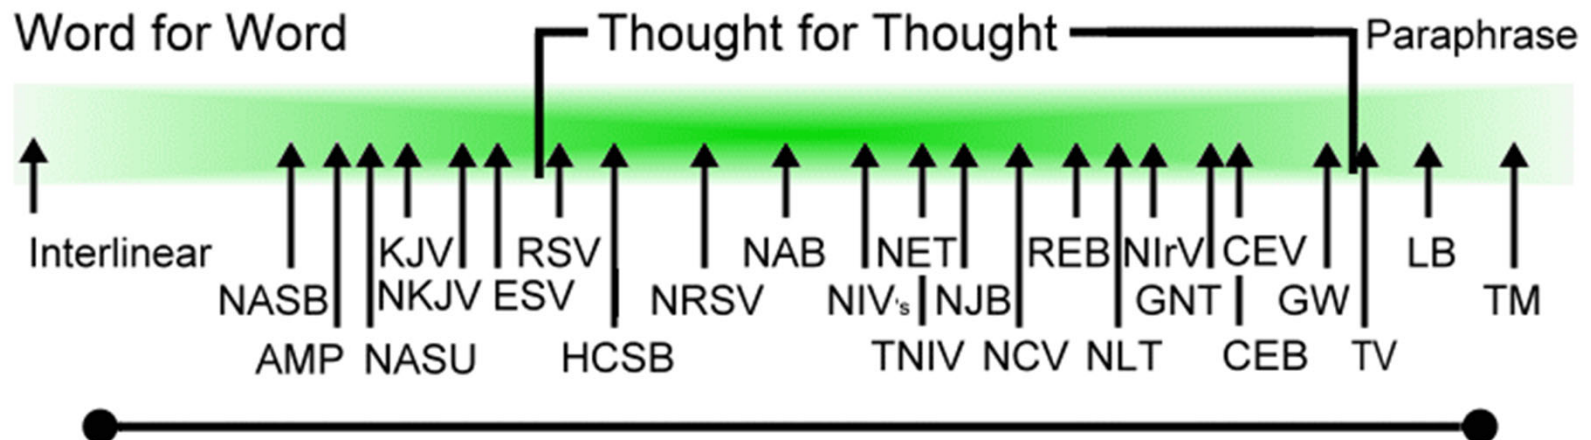 Word for Word Thought for Thought Paraphrase
Interlinear KJV RSV NAB NET REB NIrV CEV LB
NASB NKJV ESV NRSV NIV's NJB GNT GW TM
AMP NASU HCSB TNIV NCV NLT CEB TV